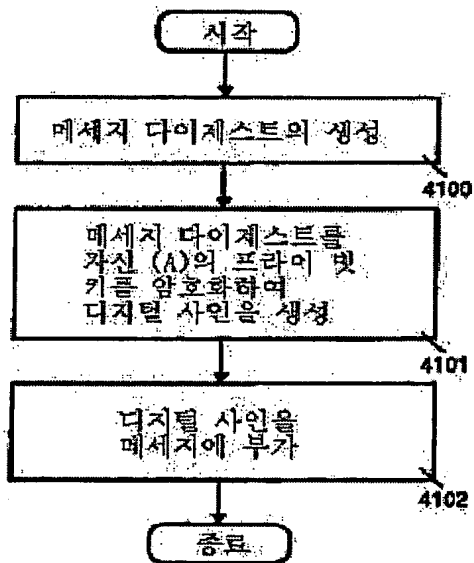 시작
메세지 다이제스트의 생성
4100
메세지 다이제스트를
자신 (A)의 프라이 빗
키를 암호화하여
디지털 사인을 생성
4101
디지털 사인을
메세지에 부가
4102
종료